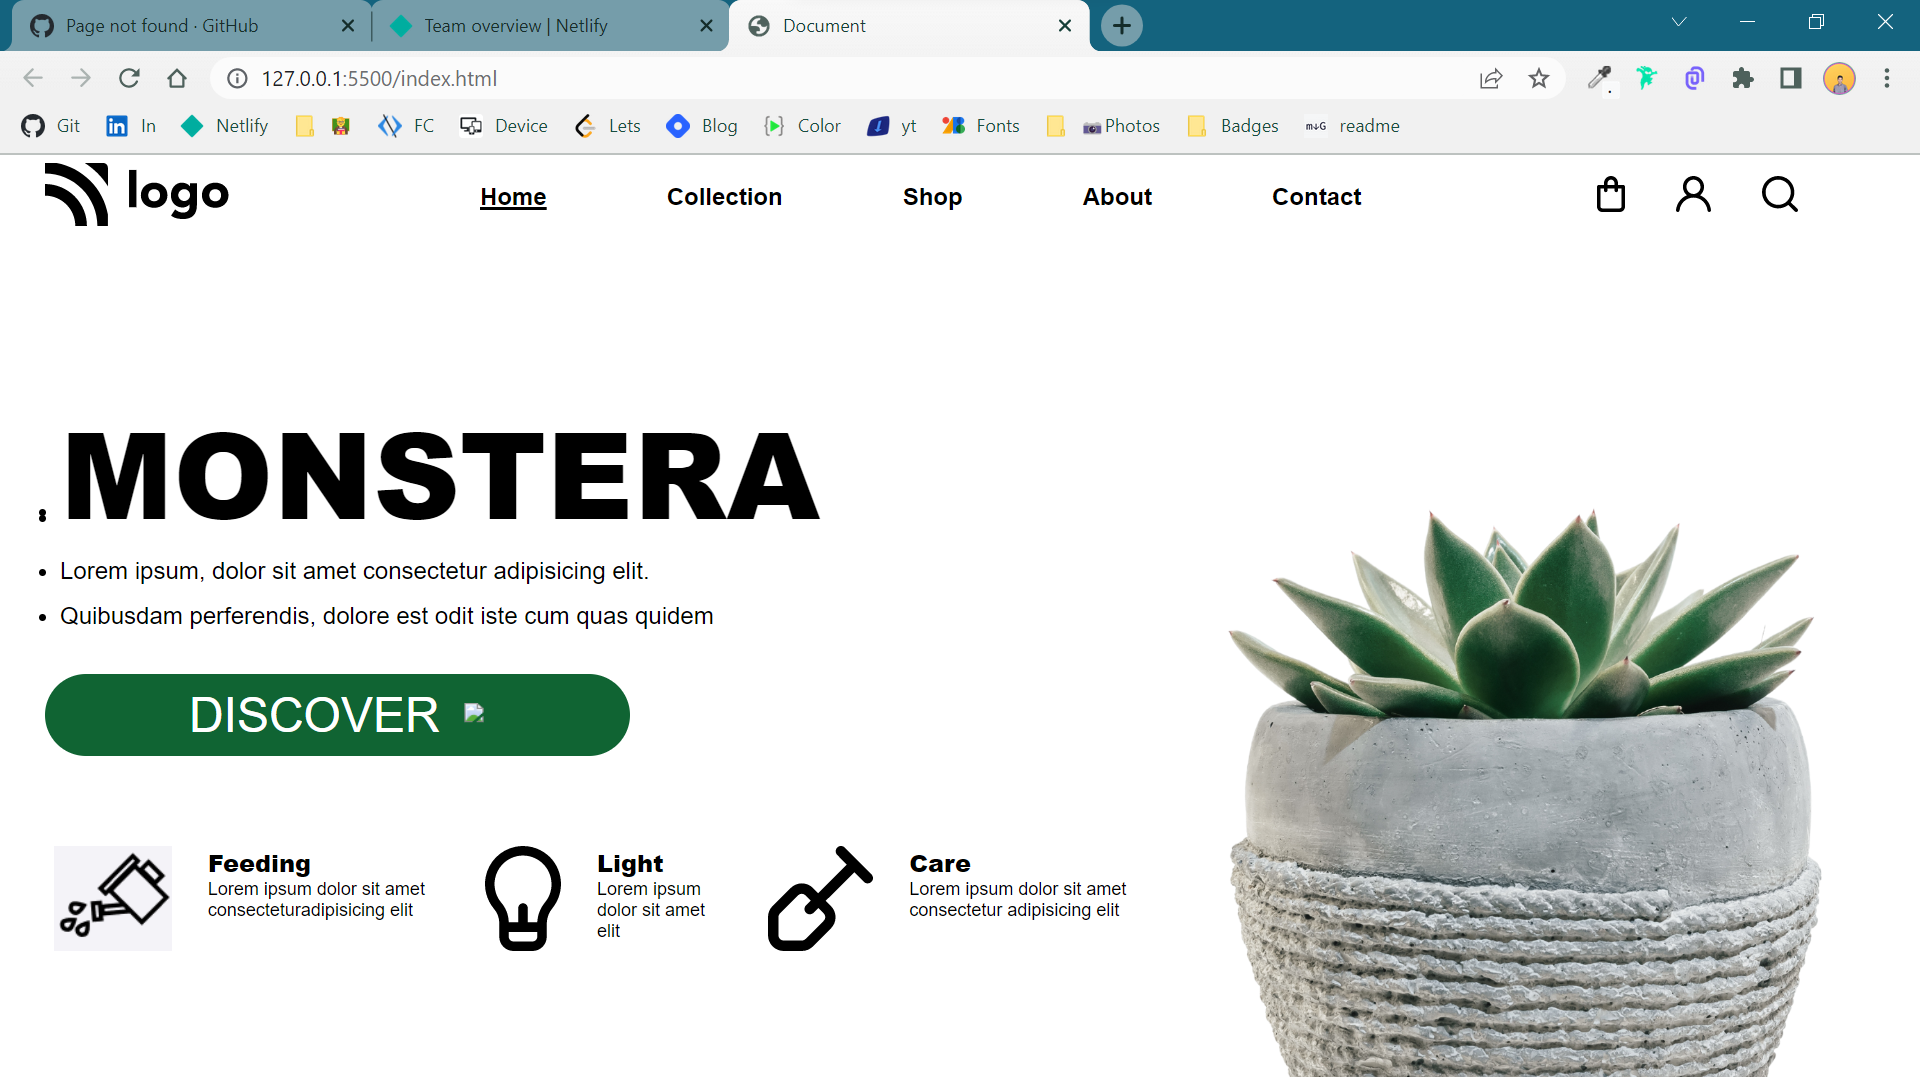 Page not found · GitHub
Team overview | Netlify
Document
127.0.0.1:5500/index.html
Git
In
Netlify
FC
Device
Lets
Blog
Color
yt
Fonts
Photos
Badges
M↓G
readme
logo
Home
Collection
Shop
About
Contact
MONSTERA
• Lorem ipsum, dolor sit amet consectetur adipisicing elit.
• Quibusdam perferendis, dolore est odit iste cum quas quidem
DISCOVER
Feeding
Lorem ipsum dolor sit amet
consecteturadipisicing elit
Light
Lorem ipsum
dolor sit amet
elit
Care
Lorem ipsum dolor sit amet
consectetur adipisicing elit